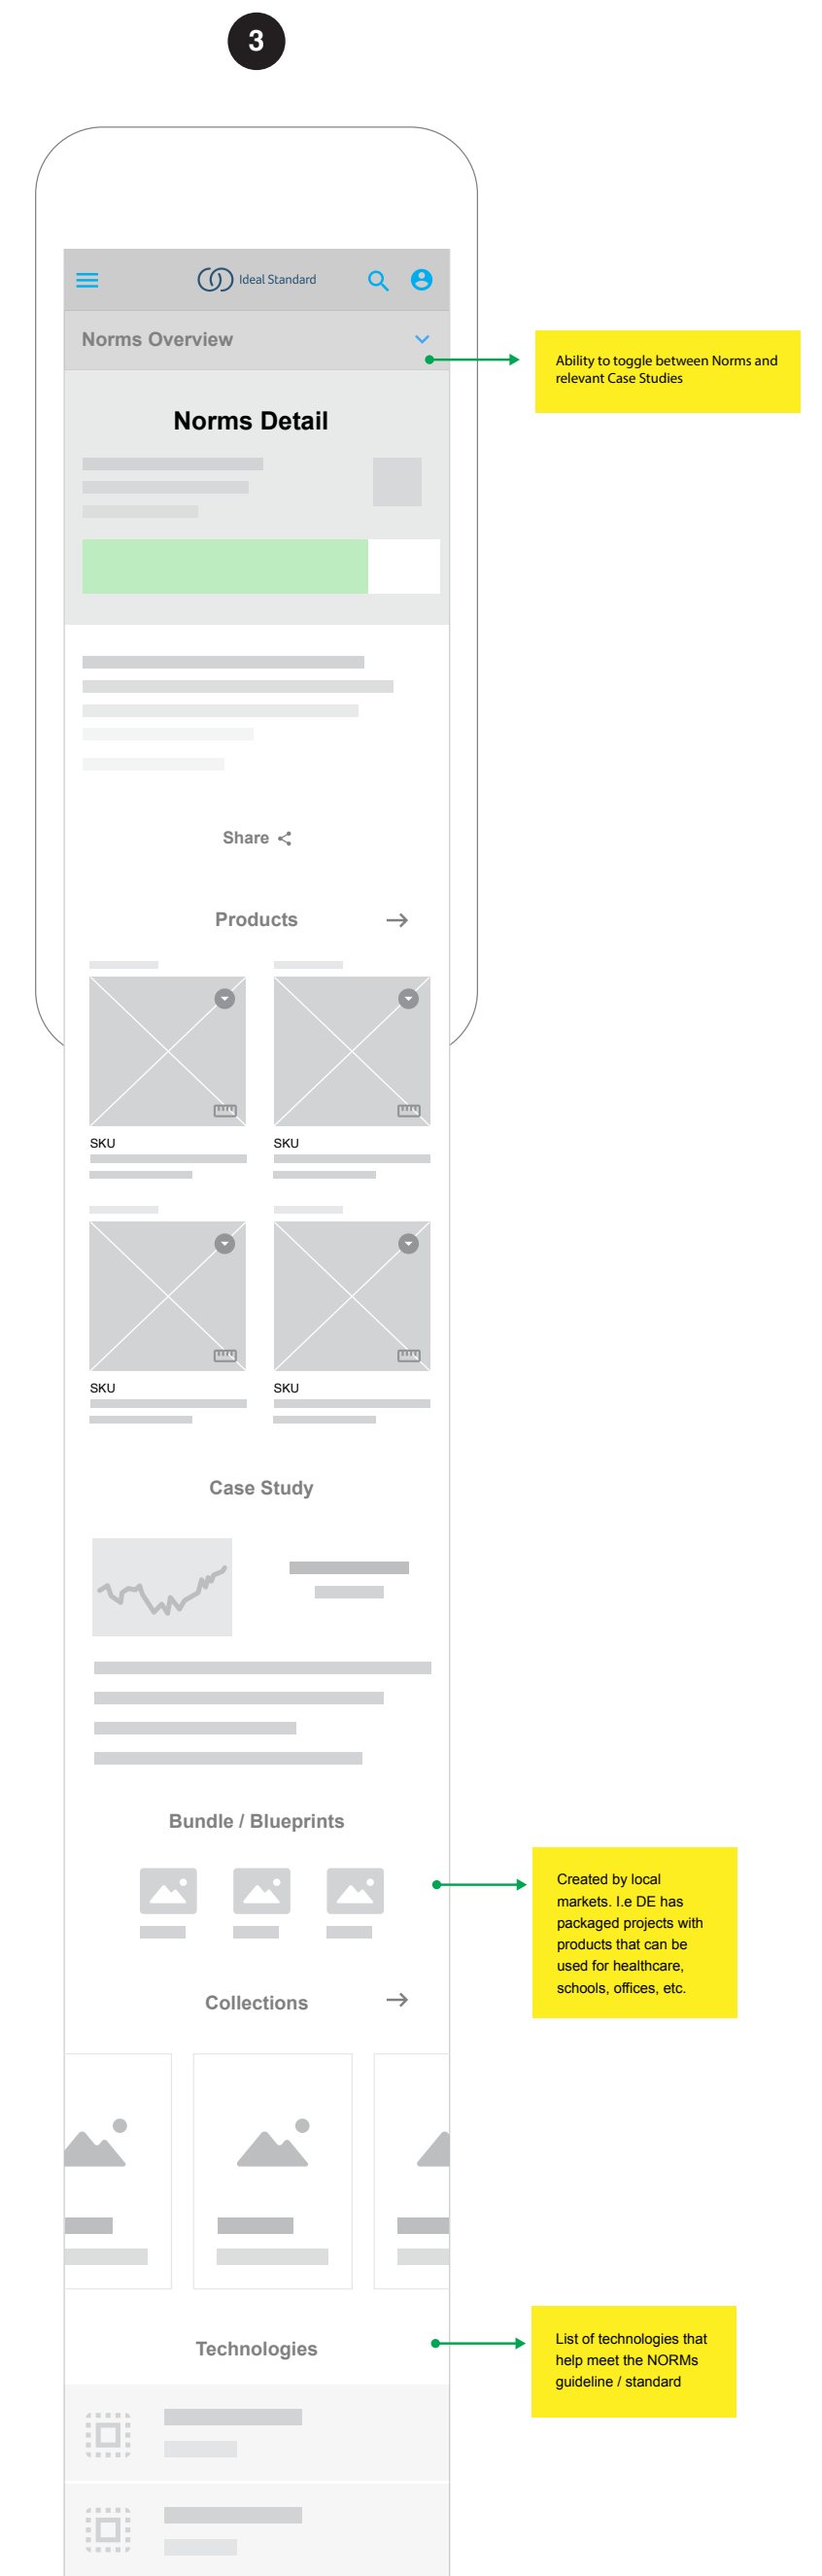 3
Ideal Standard
Norms Overview
Ability to toggle between Norms and
relevant Case Studies
Norms Detail
Share
Products
SKU
SKU
SKU
SKU
Case Study
Bundle / Blueprints
Created by local
markets. I.e DE has
packaged projects with
products that can be
used for healthcare,
schools, offices, etc.
Collections
Technologies
List of technologies that
help meet the NORMs
guideline / standard